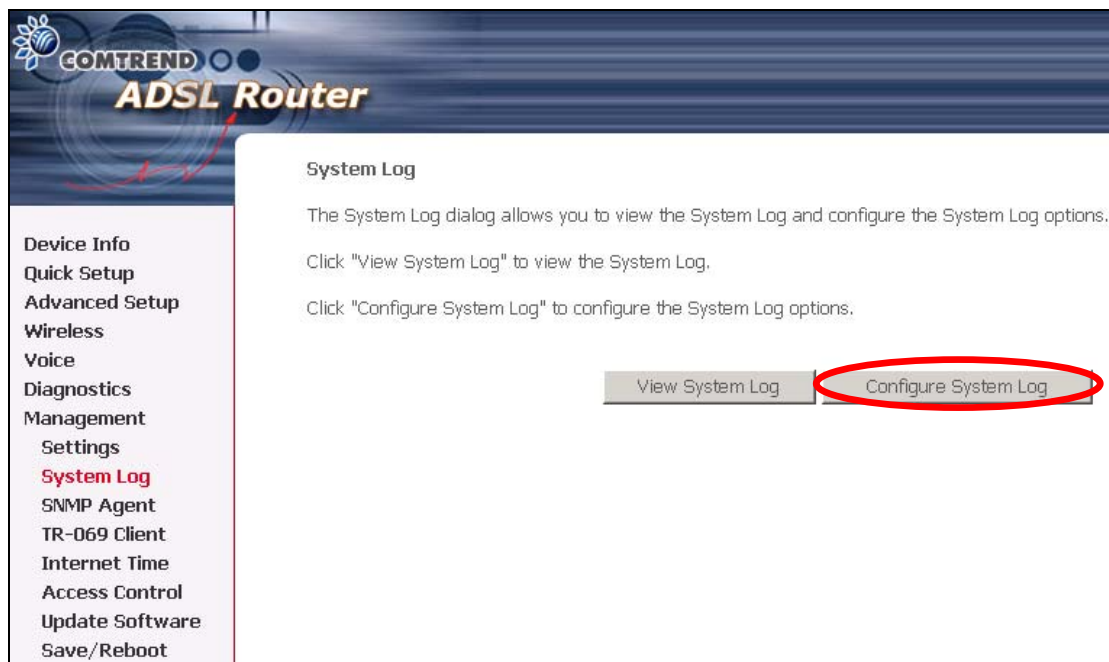 COMTREND
ADSL Router
System Log
The System Log dialog allows you to view the System Log and configure the System Log options.
Click "View System Log" to view the System Log.
Click "Configure System Log" to configure the System Log options.
View System Log
Configure System Log
Device Info
Quick Setup
Advanced Setup
Wireless
Voice
Diagnostics
Management
Settings
System Log
SNMP Agent
TR-069 Client
Internet Time
Access Control
Update Software
Save/Reboot